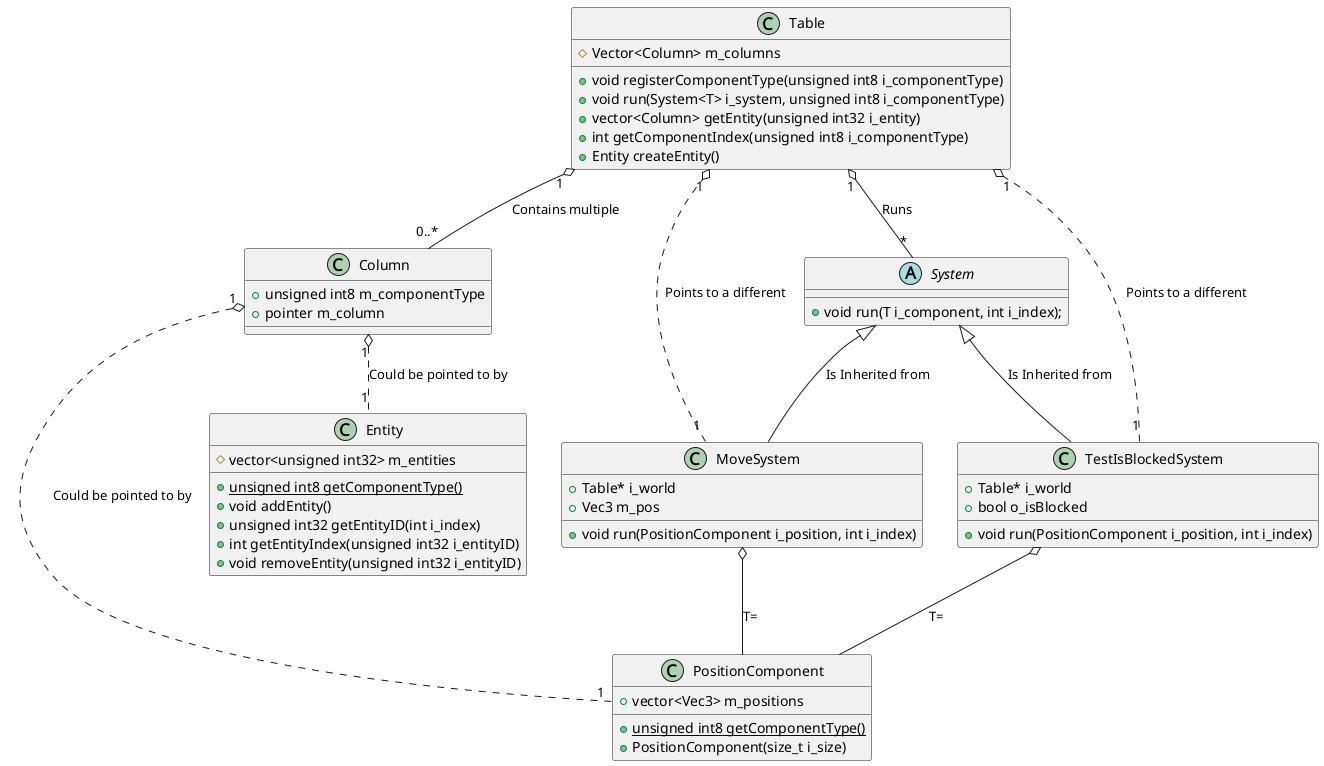 C Table
Vector<Column> m_columns
void registerComponentType(unsigned int8 i_componentType)
void run(System<T> i_system, unsigned int8 i_componentType)
vector<Column> getEntity(unsigned int32 i_entity)
int getComponentIndex(unsigned int8 i_componentType)
Entity createEntity()
1 1 1 1
Contains multiple
Runs
0..*
*
C Column
unsigned int8 m_componentType
pointer m_column
A System
void run(T i_component, int i_index);
Points to a different
Points to a different
1
1
Could be pointed to by
1
Is Inherited from
Is Inherited from
1
1
C Entity
vector<unsigned int32> m_entities
unsigned int8 getComponentType()
void addEntity()
unsigned int32 getEntityID(int i_index)
int getEntityIndex(unsigned int32 i_entityID)
void removeEntity(unsigned int32 i_entityID)
C MoveSystem
Table* i_world
Vec3 m_pos
void run(PositionComponent i_position, int i_index)
C TestIsBlockedSystem
Table* i_world
bool o_isBlocked
void run(PositionComponent i_position, int i_index)
Could be pointed to by
T=
T=
1
C PositionComponent
vector<Vec3> m_positions
unsigned int8 getComponentType()
PositionComponent(size_t i_size)